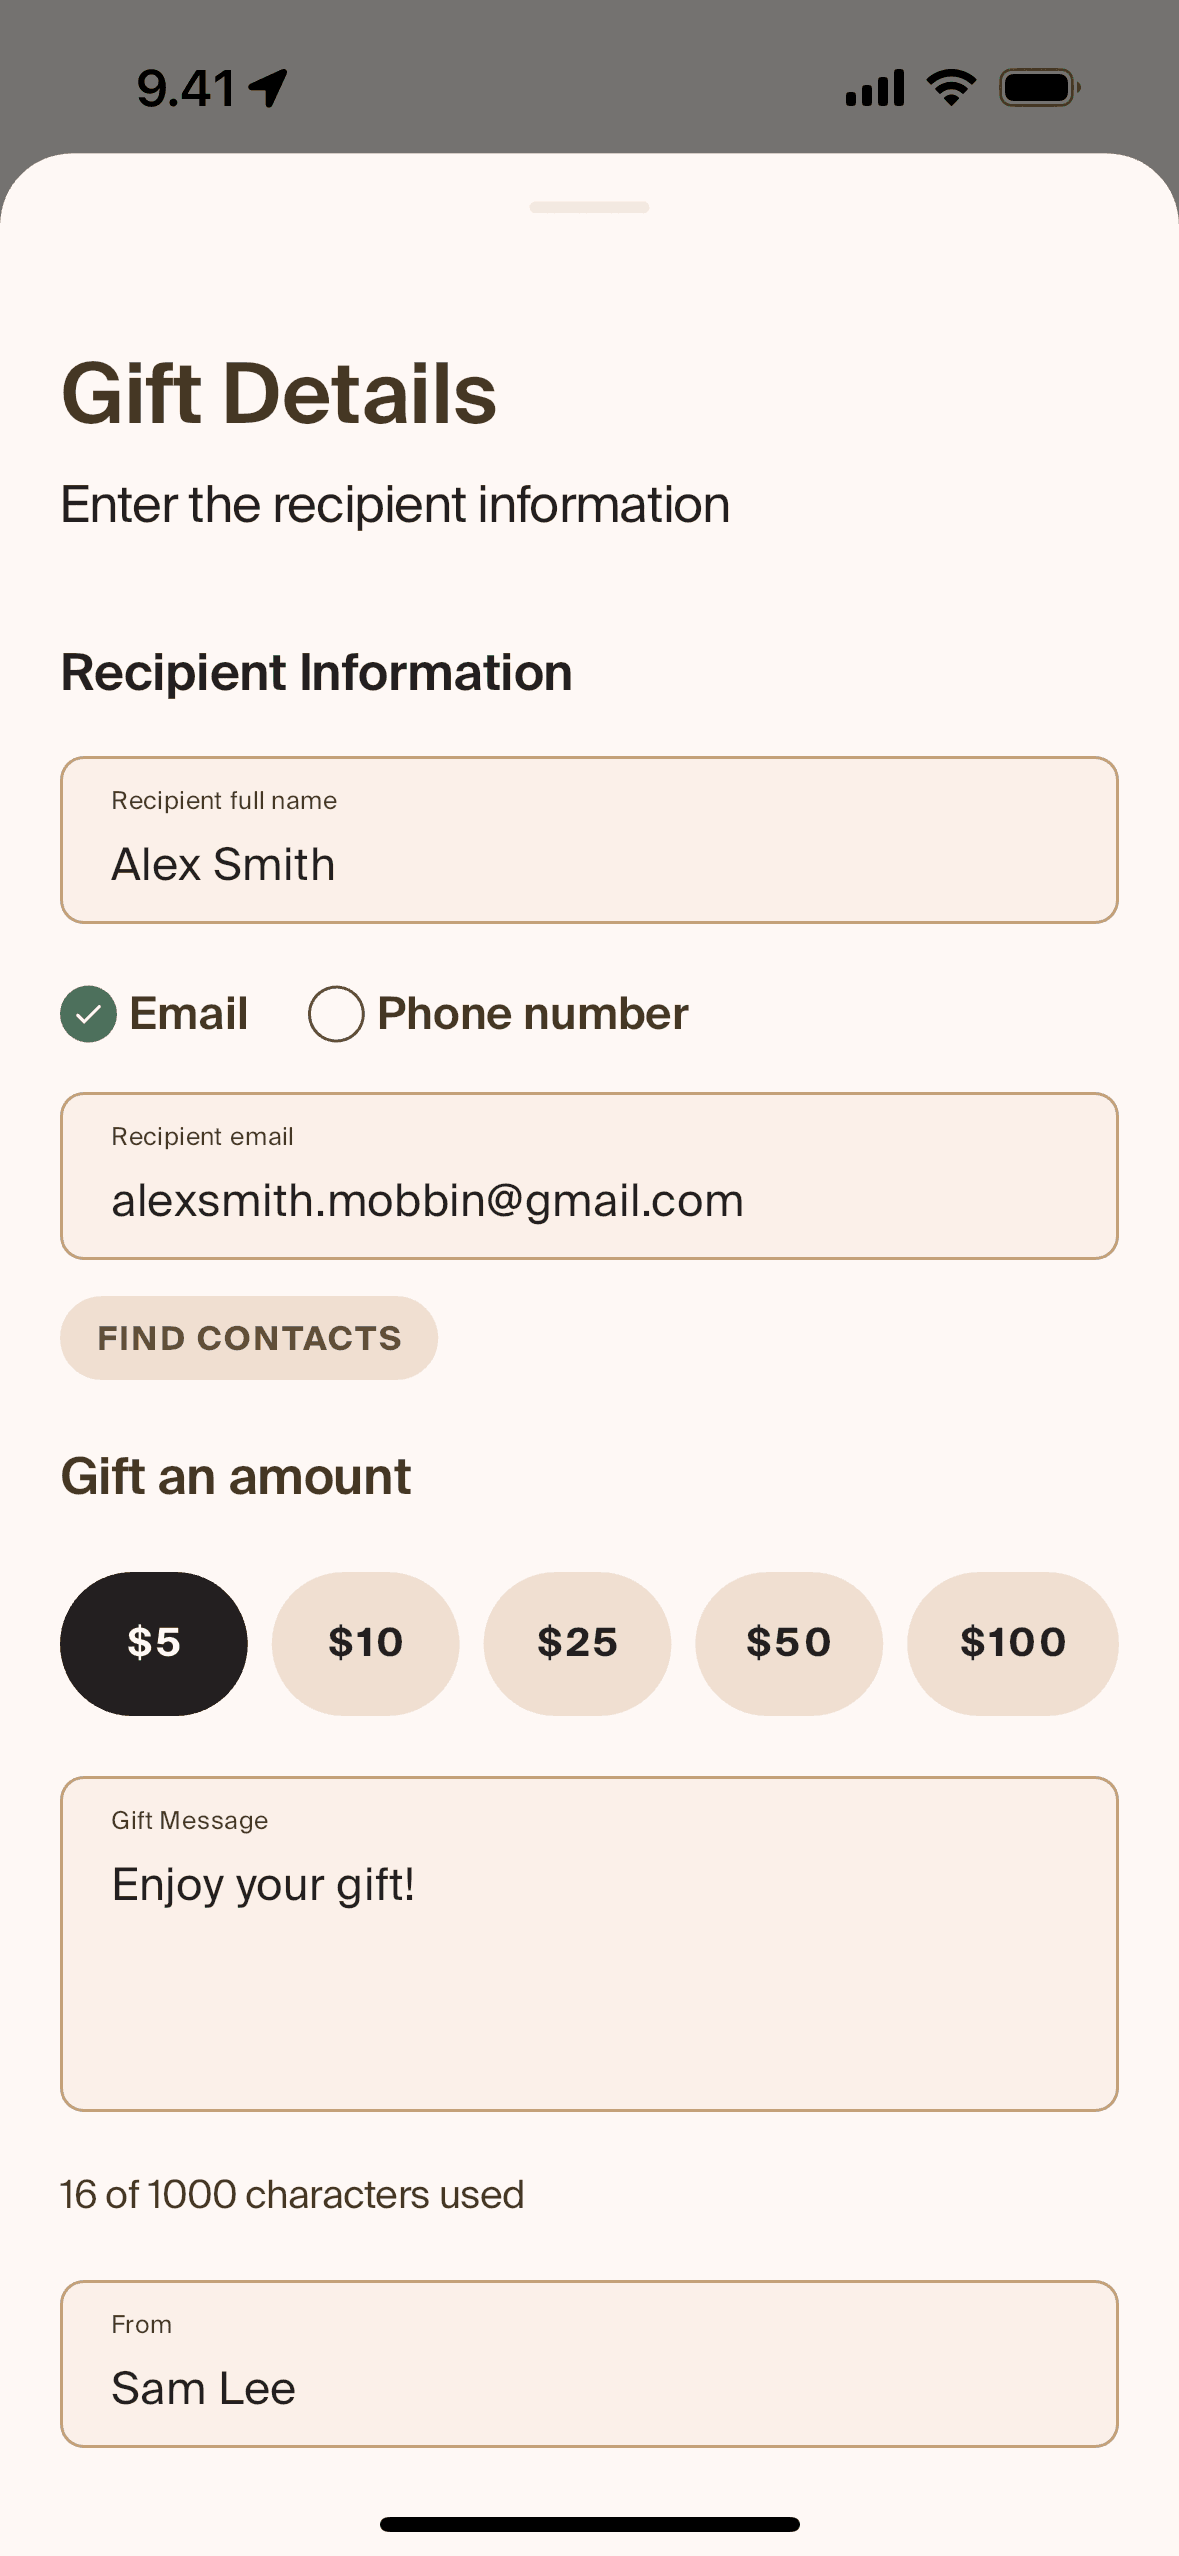 9.41
Gift Details
Enter the recipient information
Recipient Information
Recipient full name
Alex Smith
Email Phone number
Recipient email
alexsmith.mobbin@gmail.com
FIND CONTACTS
Gift an amount
$5 $10 $25 $50 $100
Gift Message
Enjoy your gift!
16 of 1000 characters used
From
Sam Lee